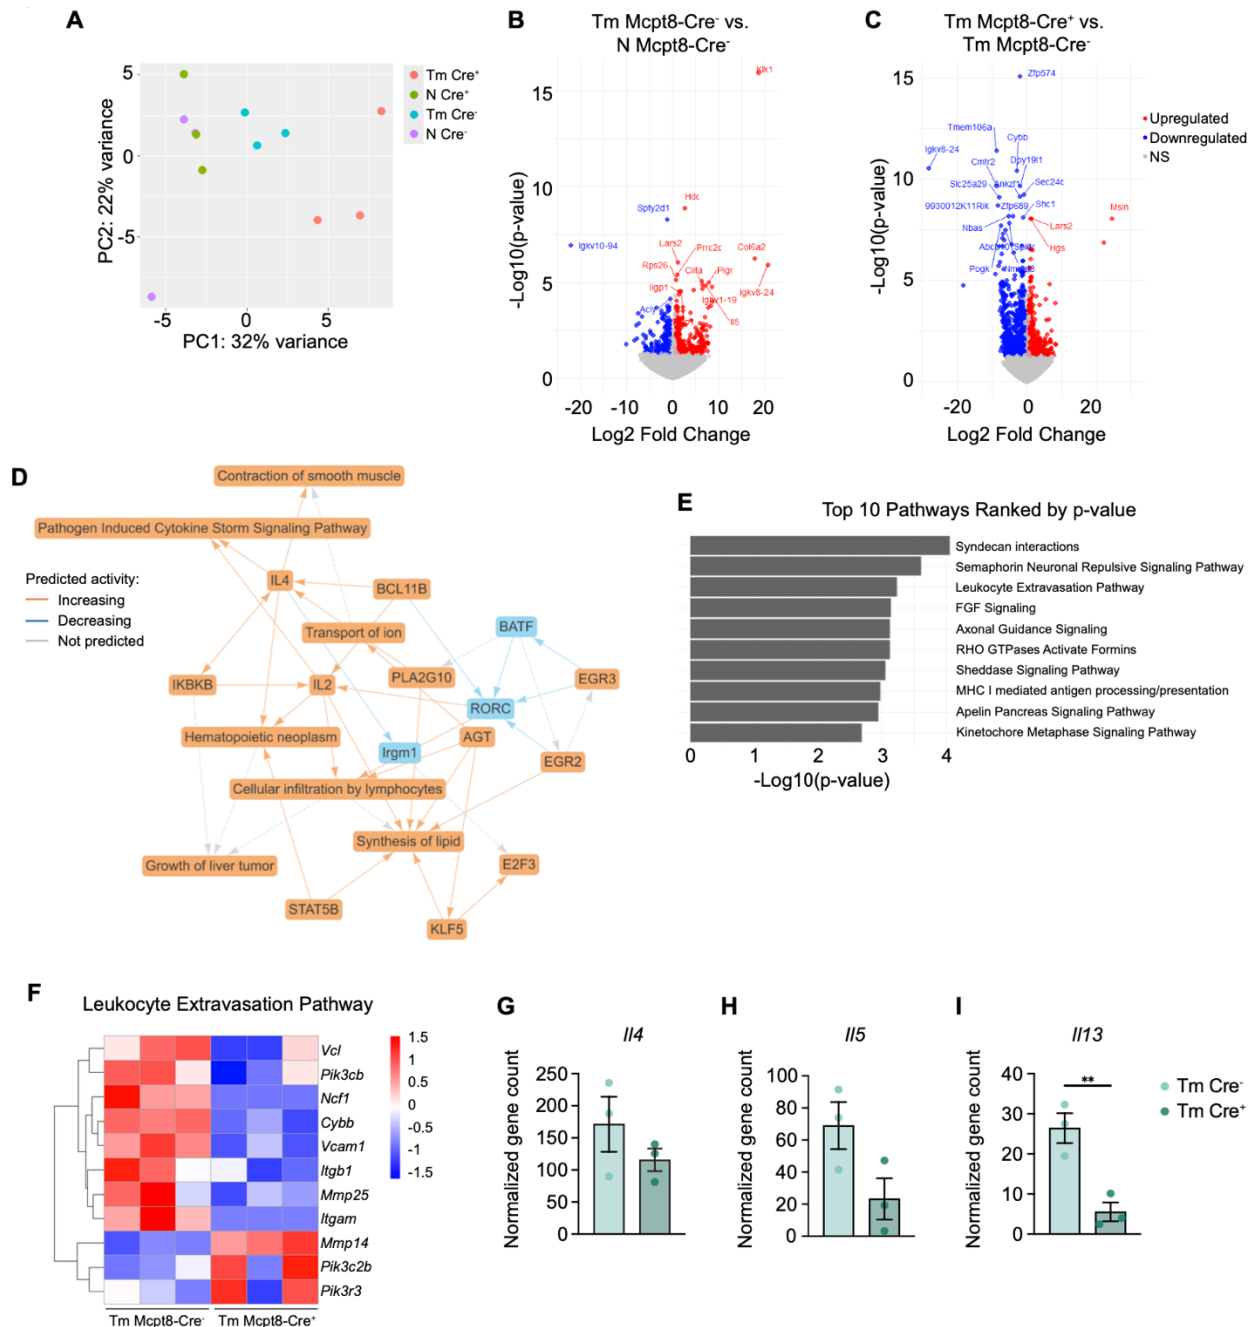 A
5
0
-5
PC2: 22% variance
-5
0
5
PC1: 32% variance
Tm Cre+
N Cre+
Tm Cre-
N Cre-
B
Tm Mcpt8-Cre- vs.
N Mcpt8-Cre-
15
10
5
0
-Log10(p-value)
Klk1
Hdc
Spty2d1
Igkv10-94
Lars2
Prrc2c
Col6a2
Rps26
Ciita
Pigr
Iigp1
Igkv8-24
Ighv1-19
Acly
Il5
-20
-10
0
10
20
Log2 Fold Change
C
Tm Mcpt8-Cre+ vs.
Tm Mcpt8-Cre-
15
10
5
0
-Log10(p-value)
Zfp574
Tmem106a
Cybb
Igkv8-24
Cmtr2
Dpy19l1
Slc25a29
Ankzf1
Sec24c
9930012K11Rik
Zfp689
Shc1
Msln
Nbas
Lars2
Hgs
Pogk
-20
0
20
Log2 Fold Change
Upregulated
Downregulated
NS
D
Predicted activity:
Increasing
Decreasing
Not predicted
Contraction of smooth muscle
Pathogen Induced Cytokine Storm Signaling Pathway
IL4
BCL11B
Transport of ion
BATF
IKBKB
IL2
PLA2G10
EGR3
RORC
Hematopoietic neoplasm
AGT
Irgm1
EGR2
Cellular infiltration by lymphocytes
Synthesis of lipid
Growth of liver tumor
E2F3
STAT5B
KLF5
E
Top 10 Pathways Ranked by p-value
Syndecan interactions
Semaphorin Neuronal Repulsive Signaling Pathway
Leukocyte Extravasation Pathway
FGF Signaling
Axonal Guidance Signaling
RHO GTPases Activate Formins
Sheddase Signaling Pathway
MHC I mediated antigen processing/presentation
Apelin Pancreas Signaling Pathway
Kinetochore Metaphase Signaling Pathway
0
1
2
3
4
-Log10(p-value)
F
Leukocyte Extravasation Pathway
Vcl
Pik3cb
Ncf1
Cybb
Vcam1
Itgb1
Mmp25
Itgam
Mmp14
Pik3c2b
Pik3r3
1.5
1
0.5
0
-0.5
-1
-1.5
Tm Mcpt8-Cre-
Tm Mcpt8-Cre+
G
Il4
Normalized gene count
250
200
150
100
50
0
H
Il5
Normalized gene count
100
80
60
40
20
0
I
Il13
Normalized gene count
40
30
20
10
0
**
Tm Cre-
Tm Cre+